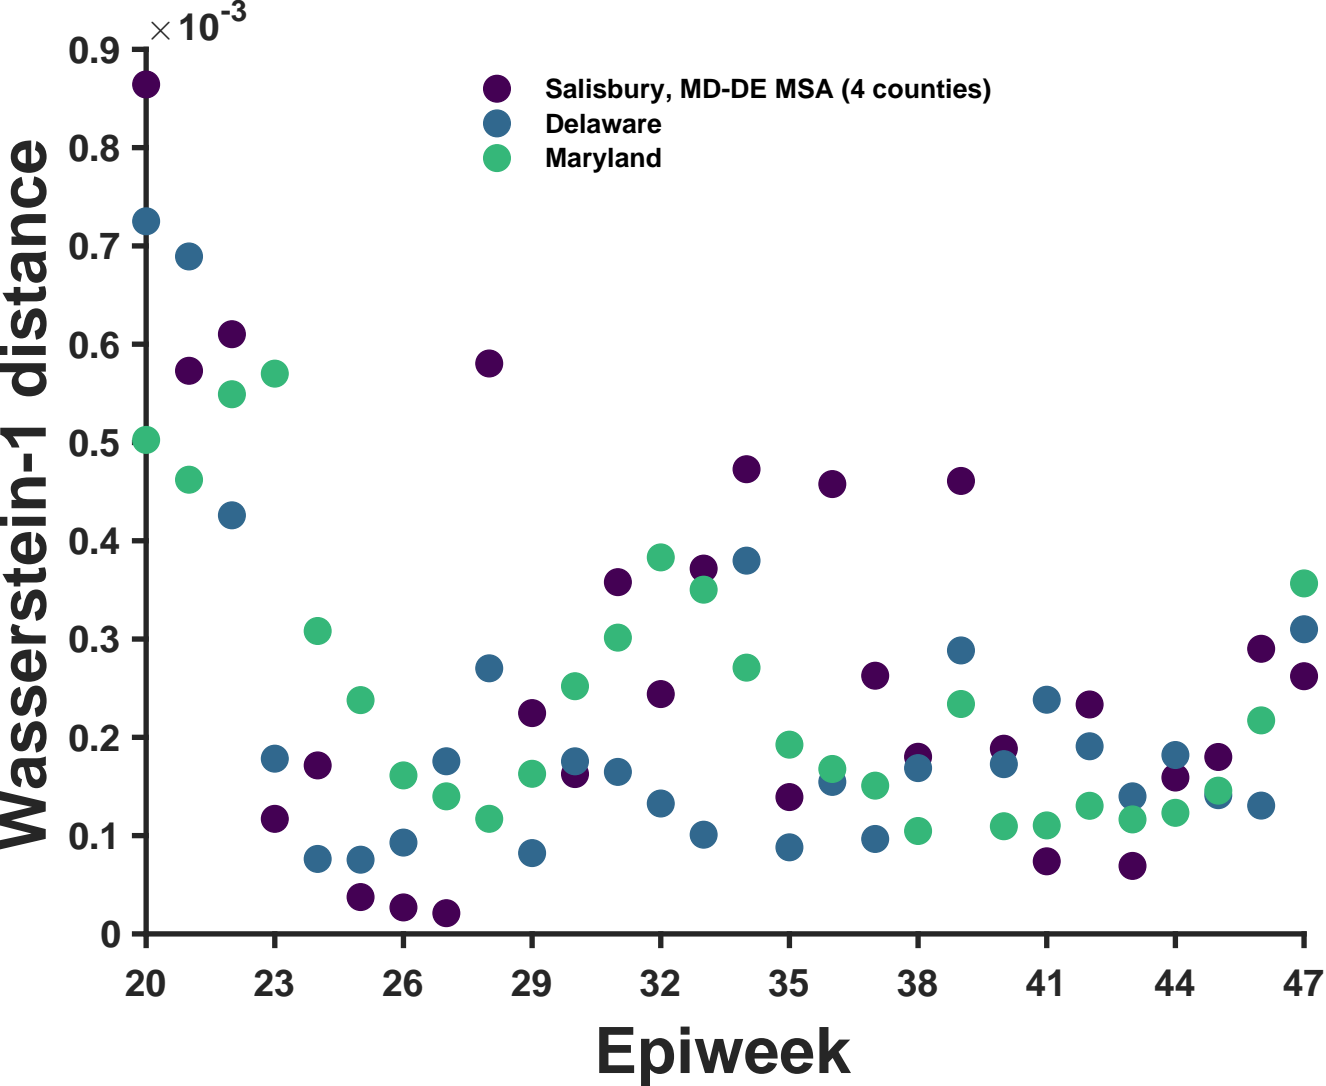 × 10-3
0.9
0.8
0.7
0.6
0.5
0.4
0.3
0.2
0.1
0
Wasserstein-1 distance
Salisbury, MD-DE MSA (4 counties)
Delaware
Maryland
20 23 26 29 32 35 38 41 44 47
Epiweek